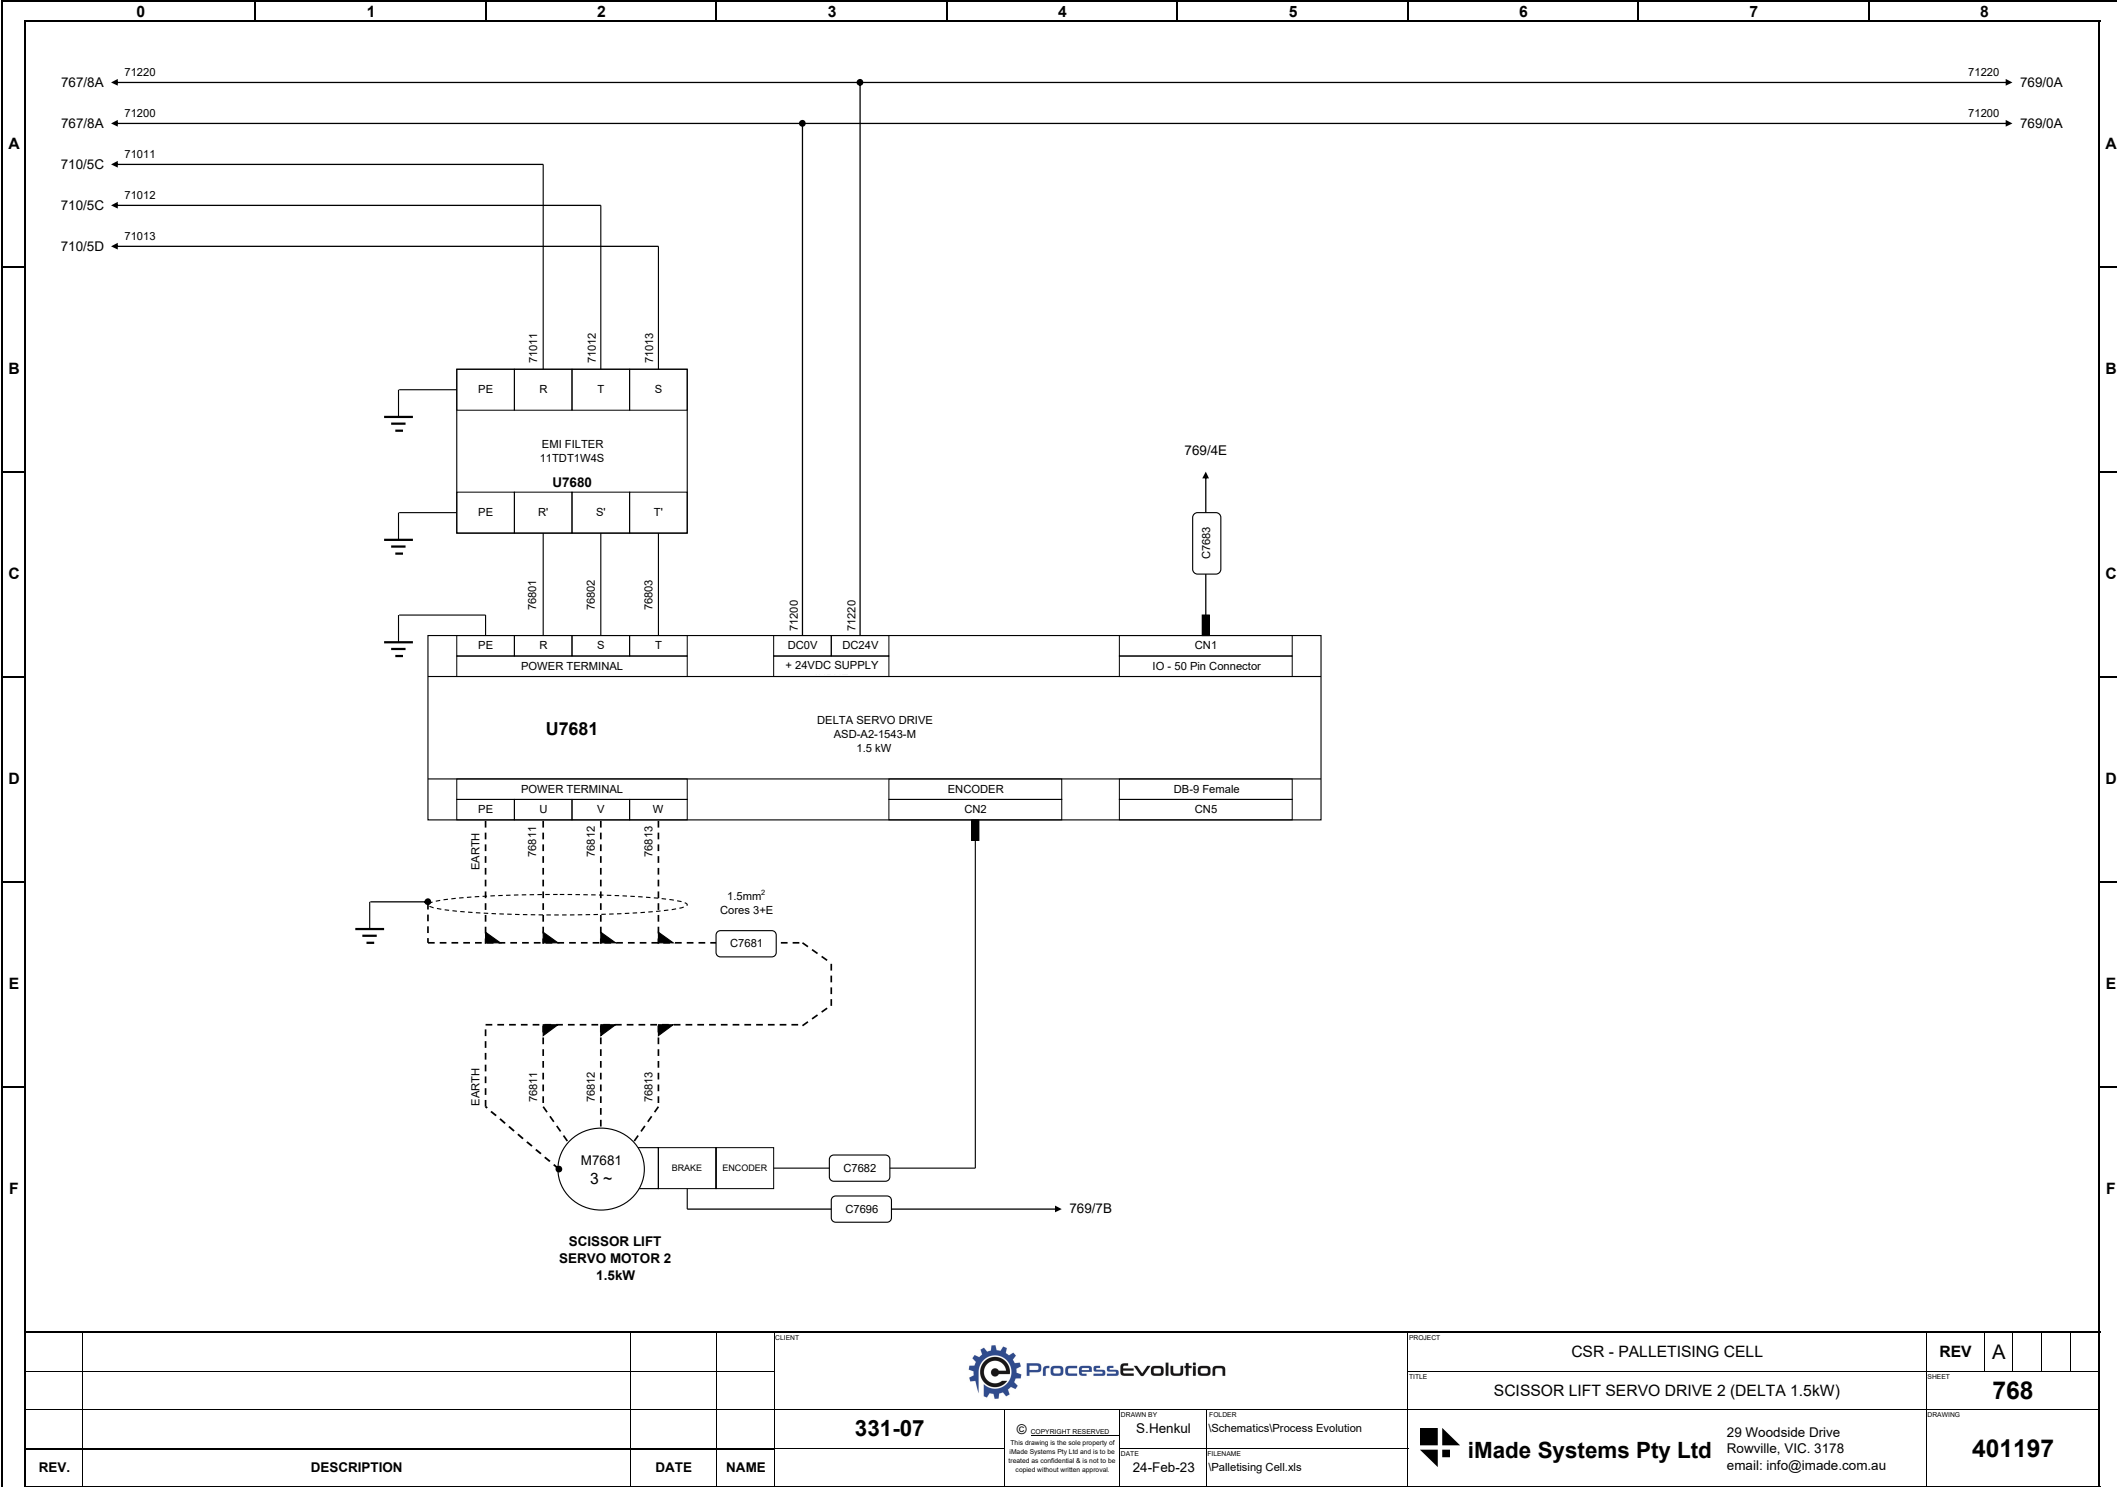 0 1 2 3 4 5 6 7 8
767/8A 71220 71220 769/0A
767/8A 71200 71200 769/0A
A A
710/5C 71011
710/5C 71012
710/5D 71013
71011 71012 71013
B B
PE R T S
EMI FILTER
11TDT1W4S
U7680
PE R' S' T'
769/4E
C7683
C C
76801 76802 76803 71200 71220
PE R S T DC0V DC24V CN1
POWER TERMINAL + 24VDC SUPPLY IO - 50 Pin Connector
U7681
DELTA SERVO DRIVE
ASD-A2-1543-M
1.5 kW
D D
POWER TERMINAL ENCODER DB-9 Female
PE U V W CN2 CN5
EARTH 76811 76812 76813
1.5mm²
Cores 3+E
C7681
E E
EARTH 76811 76812 76813
M7681
3 ~
BRAKE ENCODER C7682
F F
C7696 769/7B
SCISSOR LIFT
SERVO MOTOR 2
1.5kW
CLIENT
ProcessEvolution
PROJECT
CSR - PALLETISING CELL
REV A
TITLE
SCISSOR LIFT SERVO DRIVE 2 (DELTA 1.5kW)
SHEET
768
331-07
© COPYRIGHT RESERVED
This drawing is the sole property of
iMade Systems Pty Ltd and is to be
treated as confidential & is not to be
copied without written approval.
DRAWN BY
S.Henkul
FOLDER
\Schematics\Process Evolution
DATE
24-Feb-23
FILENAME
\Palletising Cell.xls
iMade Systems Pty Ltd
29 Woodside Drive
Rowville, VIC. 3178
email: info@imade.com.au
DRAWING
401197
REV. DESCRIPTION DATE NAME